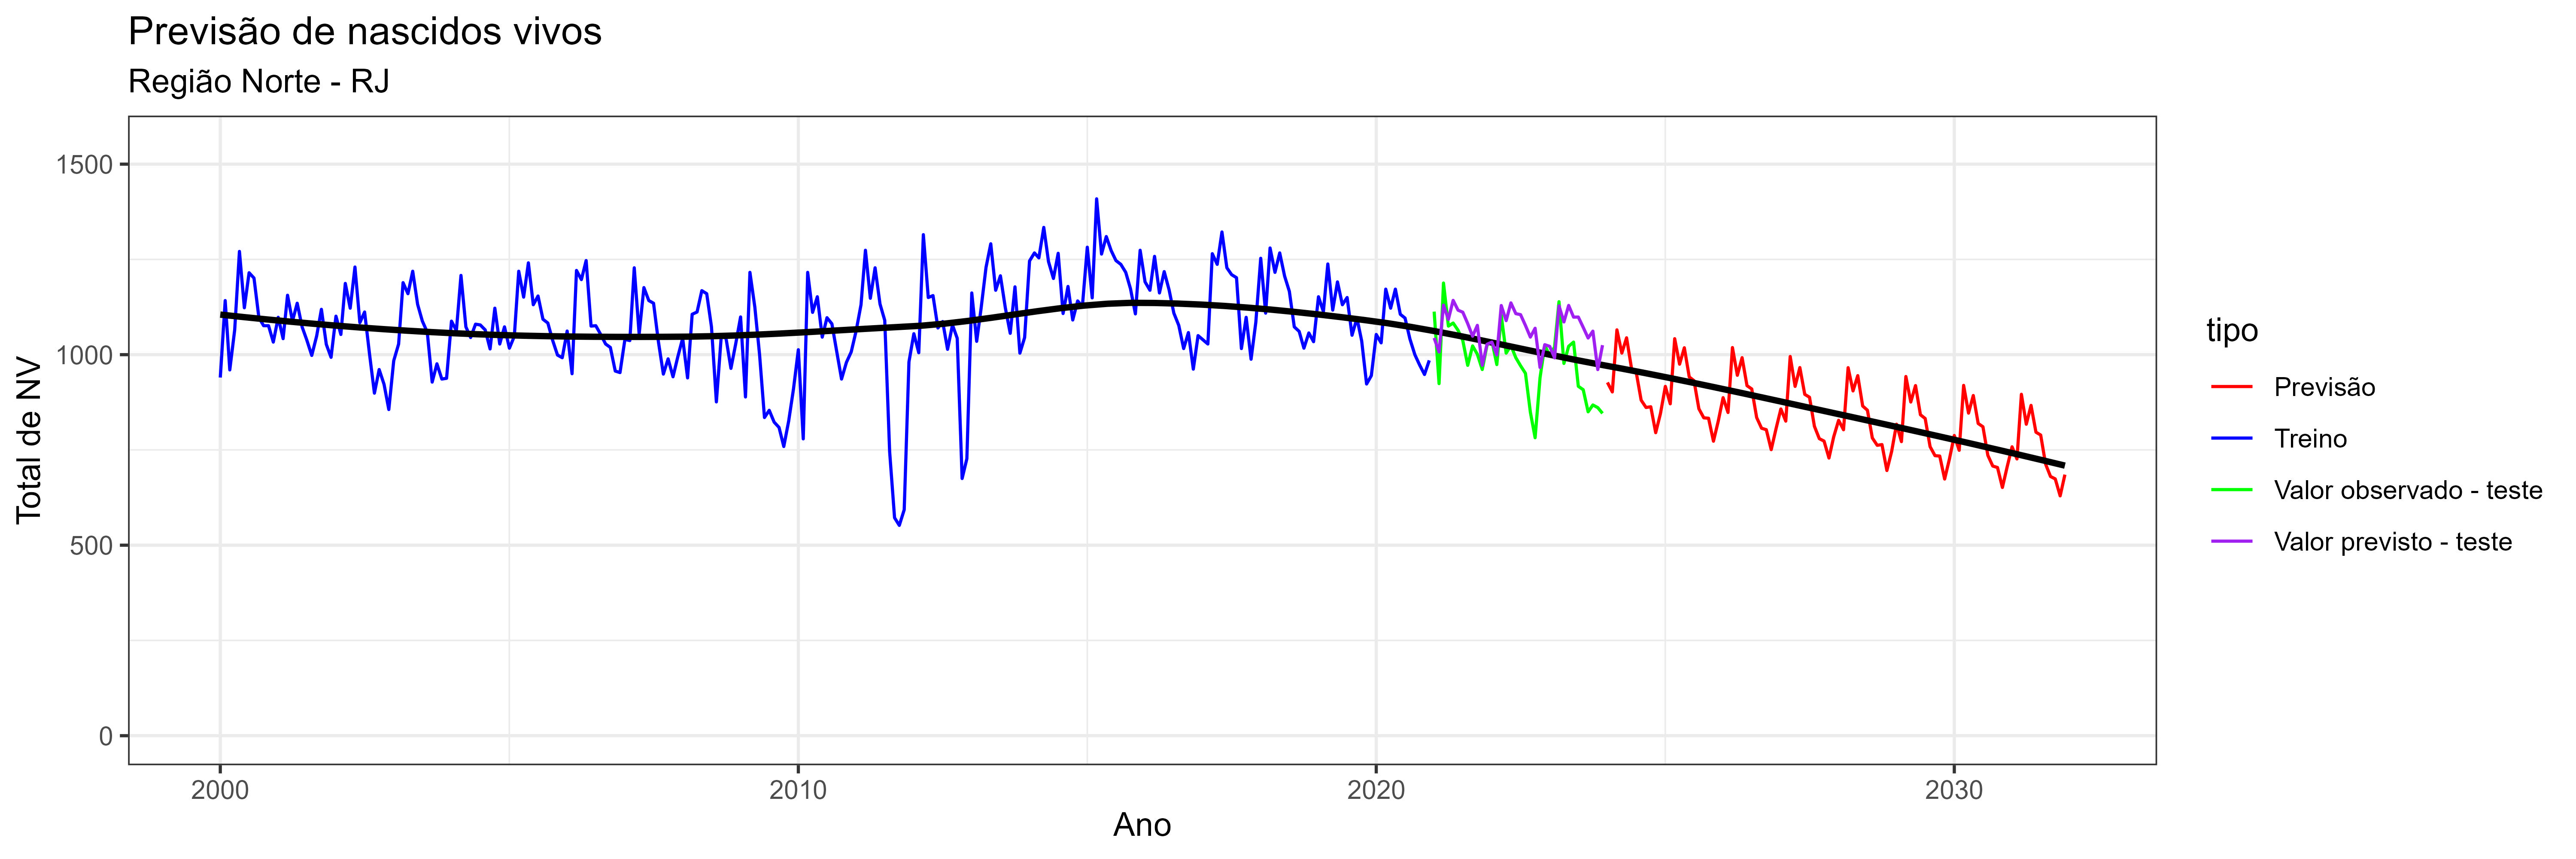 Previsão de nascidos vivos
Região Norte - RJ
Total de NV
1500
1000
500
0
2000
2010
2020
2030
Ano
tipo
Previsão
Treino
Valor observado - teste
Valor previsto - teste